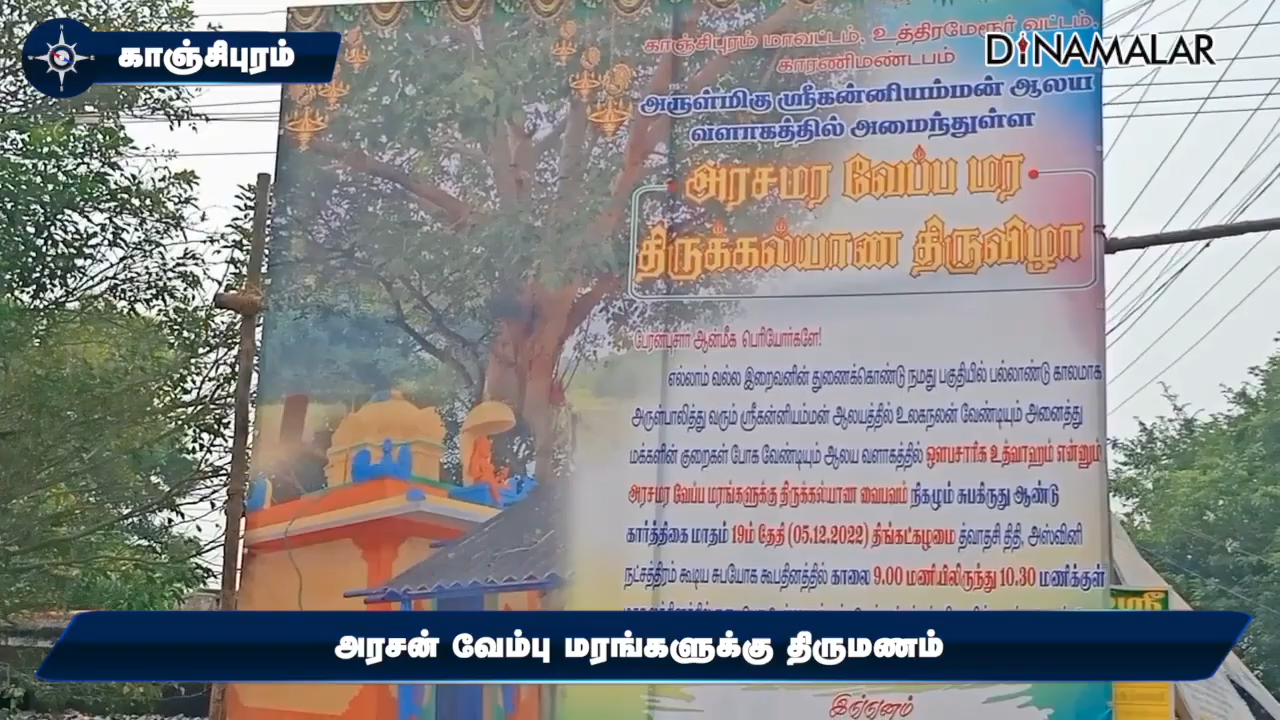 காஞ்சிபுரம்
DINAMALAR
காஞ்சிபுரம் மாவட்டம், உத்திரமேரூர் வட்டம்,
காரணிமண்டபம்
அருள்மிகு ஸ்ரீகன்னியம்மன் ஆலய
வளாகத்தில் அமைந்துள்ள
அரசமர வேப்ப மர
திருக்கல்யாண திருவிழா
பேரன்புசார் ஆன்மீக பெரியோர்களே!
எல்லாம் வல்ல இறைவனின் துணைக்கொண்டு நமது பகுதியில் பல்லாண்டு காலமாக
அருள்பாலித்து வரும் ஸ்ரீகன்னியம்மன் ஆலயத்தில் உலகநலன் வேண்டியும் அனைத்து
மக்களின் குறைகள் போக வேண்டியும் ஆலய வளாகத்தில் ஔபசாரிக உத்வாஹம் என்னும்
அரசமர வேப்ப மரங்களுக்கு திருக்கல்யான வைபவம் நிகழும் சுபகிருது ஆண்டு
கார்த்திகை மாதம் 19ம் தேதி (05.12.2022) திங்கட்கழமை த்வாதசி திதி, அஸ்வினி
நட்சத்திரம் கூடிய சுபயோக கூபதினத்தில் காலை 9.00 மணியிலிருந்து 10.30 மணிக்குள்
அரசன் வேம்பு மரங்களுக்கு திருமணம்
இங்ஙனம்